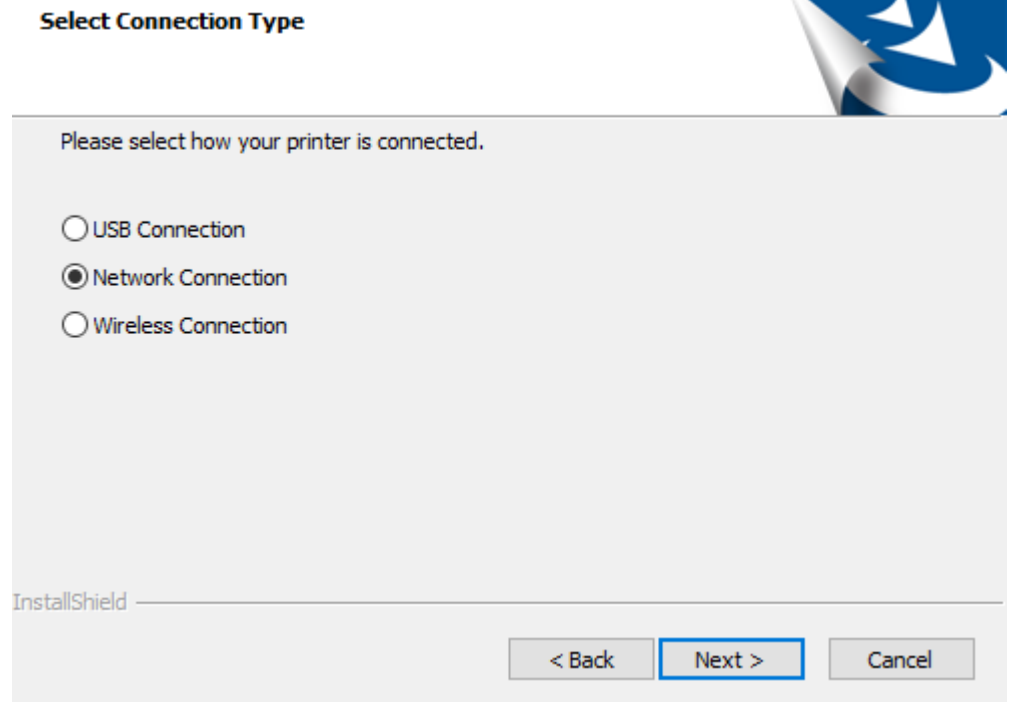 Select Connection Type
Please select how your printer is connected.
USB Connection
Network Connection
Wireless Connection
InstallShield
< Back Next > Cancel